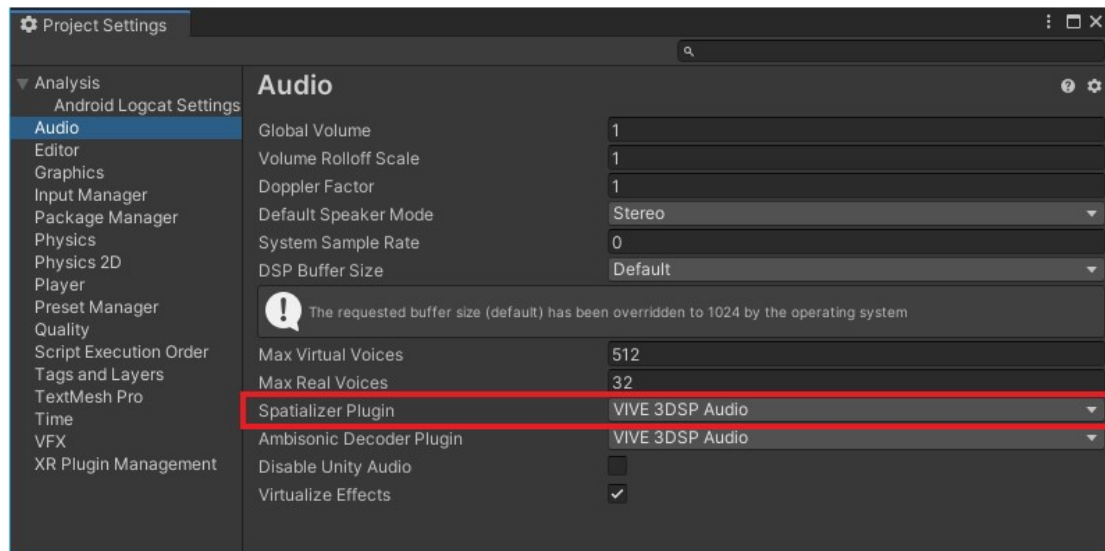 Project Settings
Analysis
Android Logcat Settings
Audio
Editor
Graphics
Input Manager
Package Manager
Physics
Physics 2D
Player
Preset Manager
Quality
Script Execution Order
Tags and Layers
TextMesh Pro
Time
VFX
XR Plugin Management
Audio
Global Volume 1
Volume Rolloff Scale 1
Doppler Factor 1
Default Speaker Mode Stereo
System Sample Rate 0
DSP Buffer Size Default
The requested buffer size (default) has been overridden to 1024 by the operating system
Max Virtual Voices 512
Max Real Voices 32
Spatializer Plugin VIVE 3DSP Audio
Ambisonic Decoder Plugin VIVE 3DSP Audio
Disable Unity Audio
Virtualize Effects